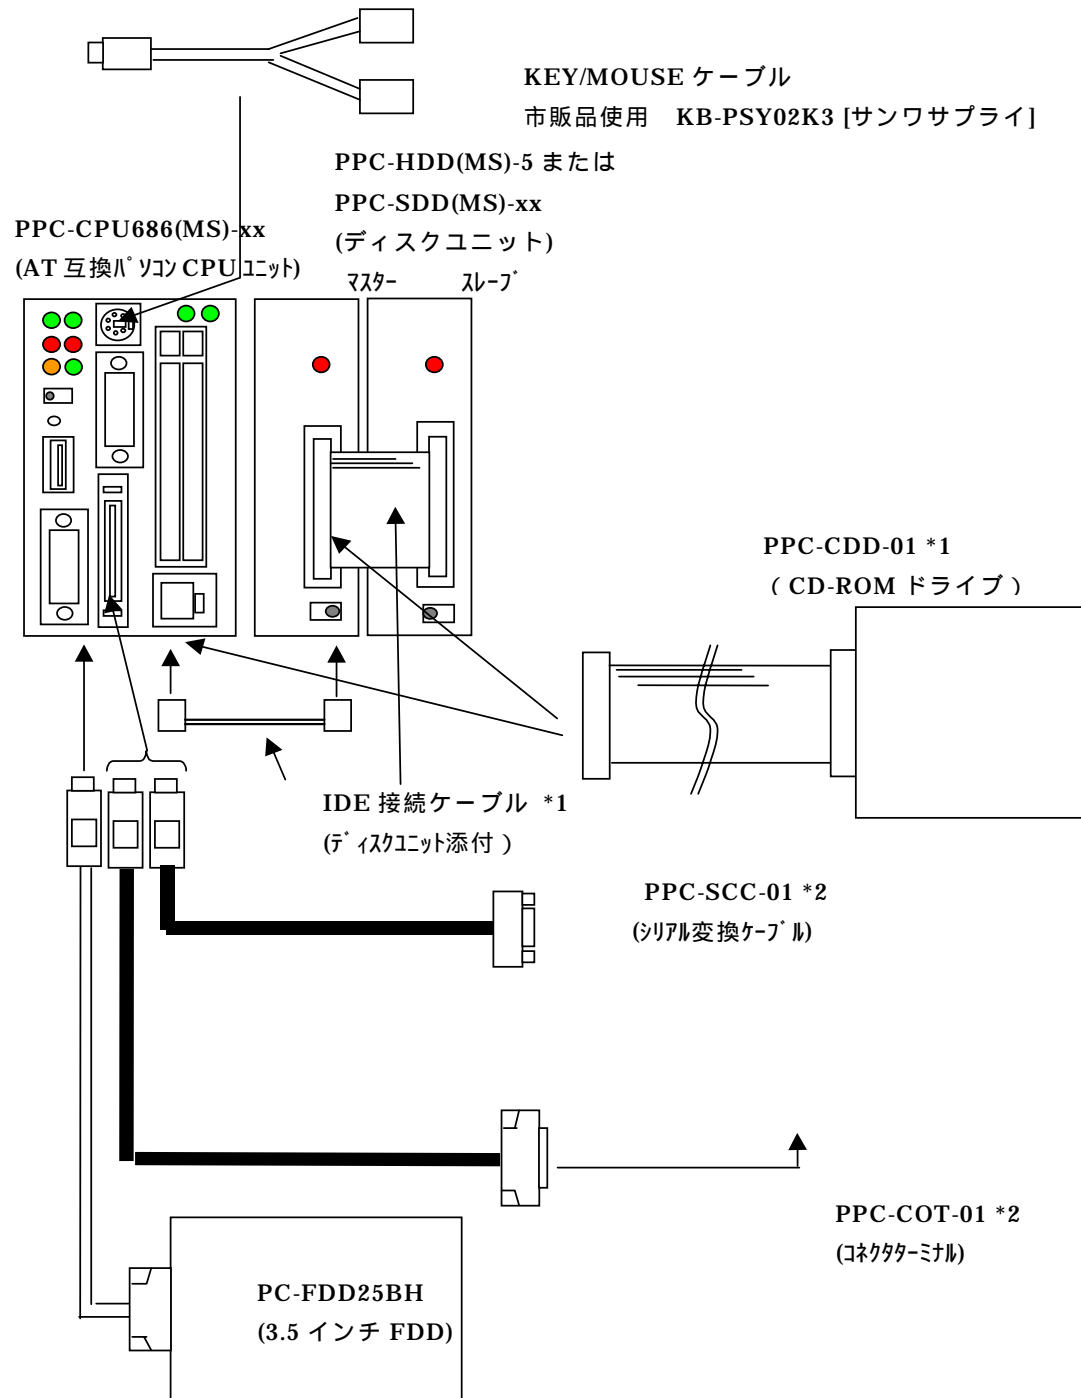 KEY/MOUSE ケーブル
市販品使用　KB-PSY02K3 [サンワサプライ]
PPC-HDD(MS)-5 または
PPC-SDD(MS)-xx
(ディスクユニット)
PPC-CPU686(MS)-xx
(AT 互換ﾊﾟｿｺﾝ CPU ﾕﾆｯﾄ)
ﾏｽﾀｰ　ｽﾚｰﾌﾞ
PPC-CDD-01 *1
( CD-ROM ドライブ )
IDE 接続ケーブル *1
(ﾃﾞｨｽｸﾕﾆｯﾄ添付 )
PPC-SCC-01 *2
(ｼﾘｱﾙ変換ｹｰﾌﾞﾙ)
PPC-COT-01 *2
(ｺﾈｸﾀﾀｰﾐﾅﾙ)
PC-FDD25BH
(3.5 インチ FDD)